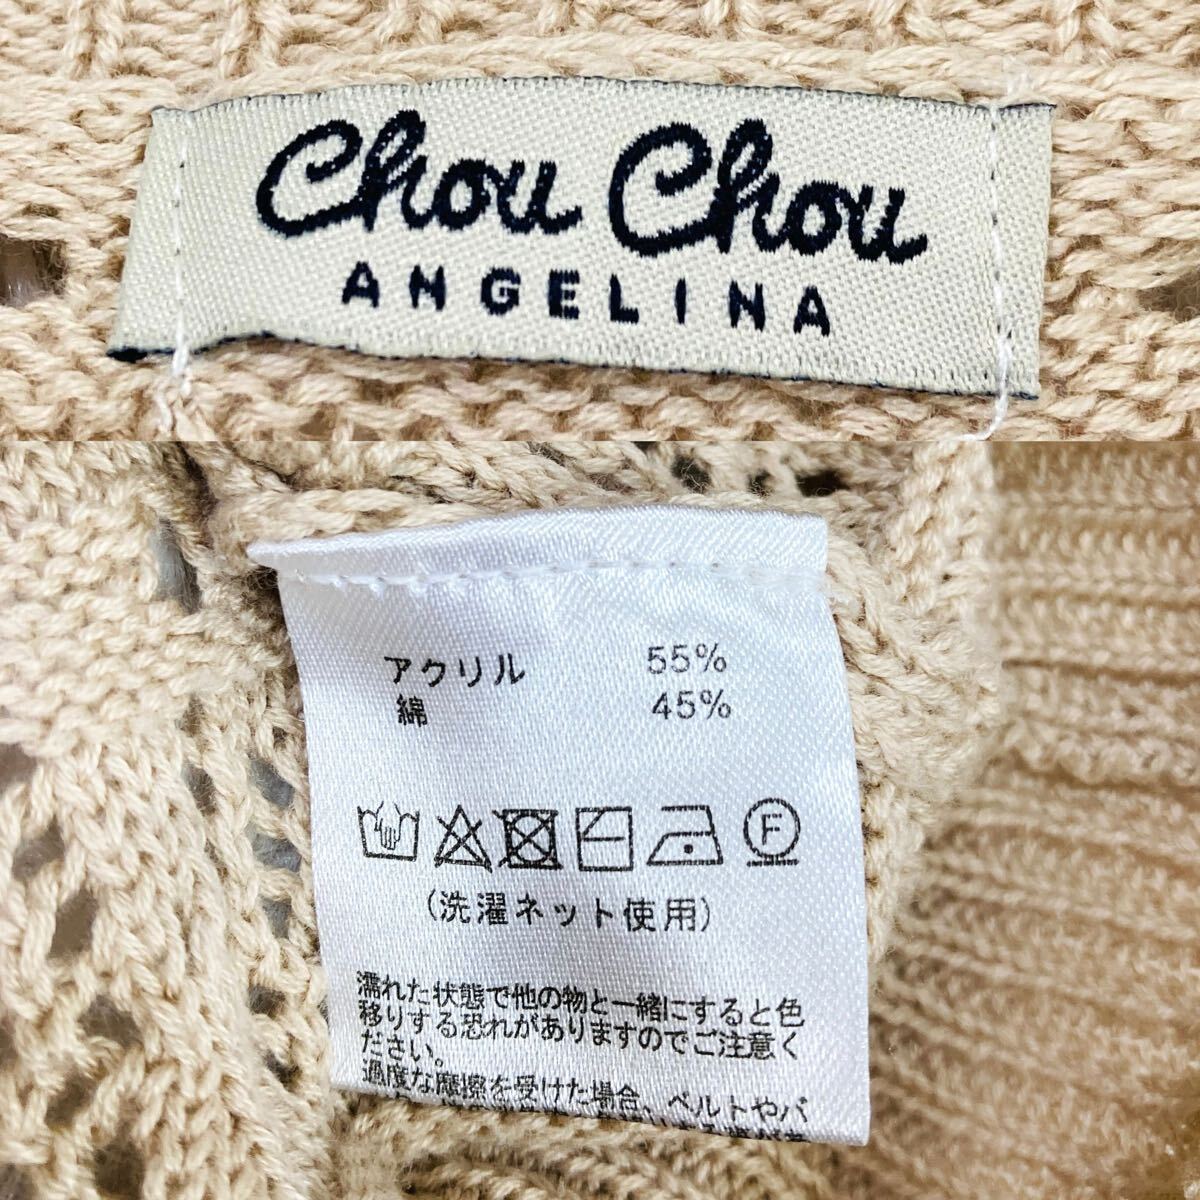 Chou Chou
ANGELINA
アクリル 55%
綿 45%
F
(洗濯ネット使用)
濡れた状態で他の物と一緒にすると色
移りする恐れがありますのでご注意く
ださい。
過度な摩擦を受けた場合、ベルトやバ